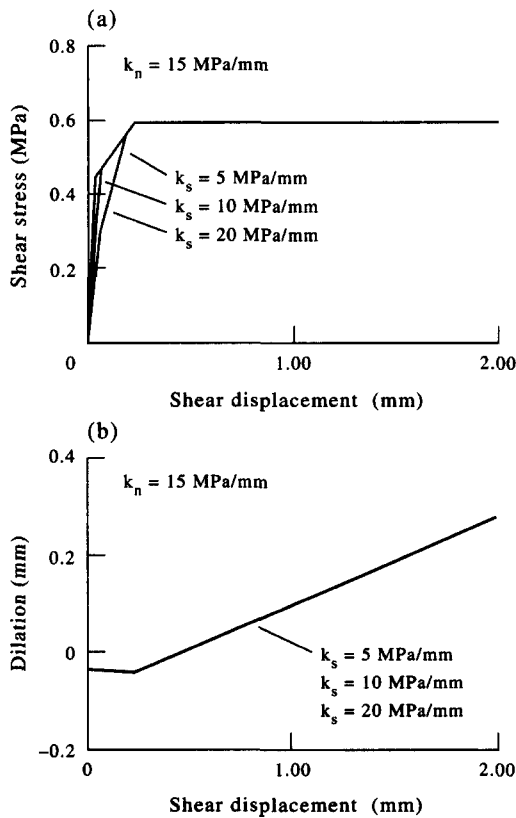 (a)
k_n = 15 MPa/mm
0.8
0.6
0.4
0.2
0
Shear stress (MPa)
k_s = 5 MPa/mm
k_s = 10 MPa/mm
k_s = 20 MPa/mm
1.00
2.00
Shear displacement (mm)
(b)
k_n = 15 MPa/mm
0.4
0.2
0
-0.2
Dilation (mm)
k_s = 5 MPa/mm
k_s = 10 MPa/mm
k_s = 20 MPa/mm
0
1.00
2.00
Shear displacement (mm)